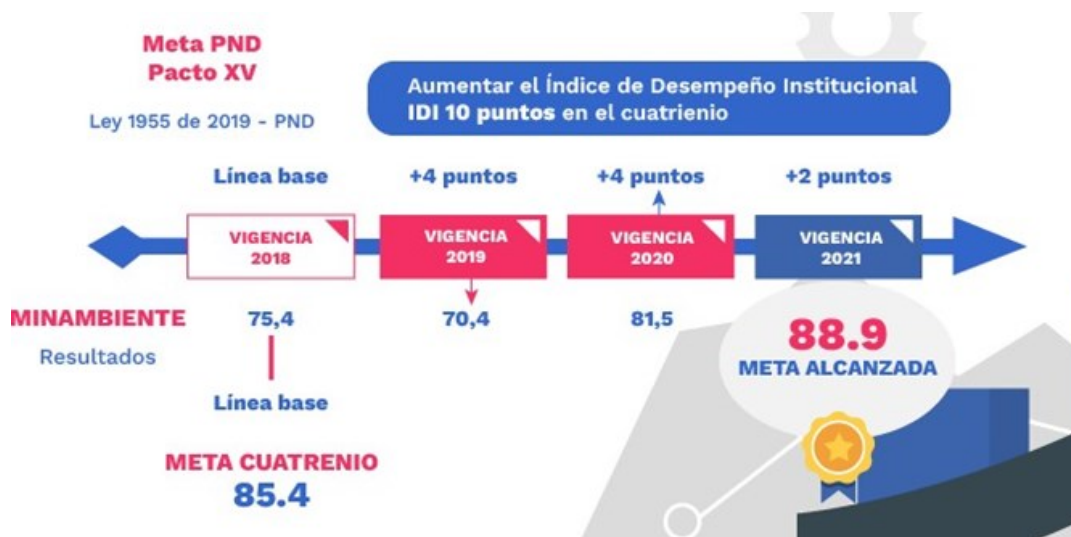 Meta PND
Pacto XV
Ley 1955 de 2019 - PND
Aumentar el Índice de Desempeño Institucional
IDI 10 puntos en el cuatrienio
Línea base
+4 puntos
+4 puntos
+2 puntos
VIGENCIA
2018
VIGENCIA
2019
VIGENCIA
2020
VIGENCIA
2021
MINAMBIENTE
Resultados
75,4
70,4
81,5
88.9
META ALCANZADA
Línea base
META CUATRENIO
85.4